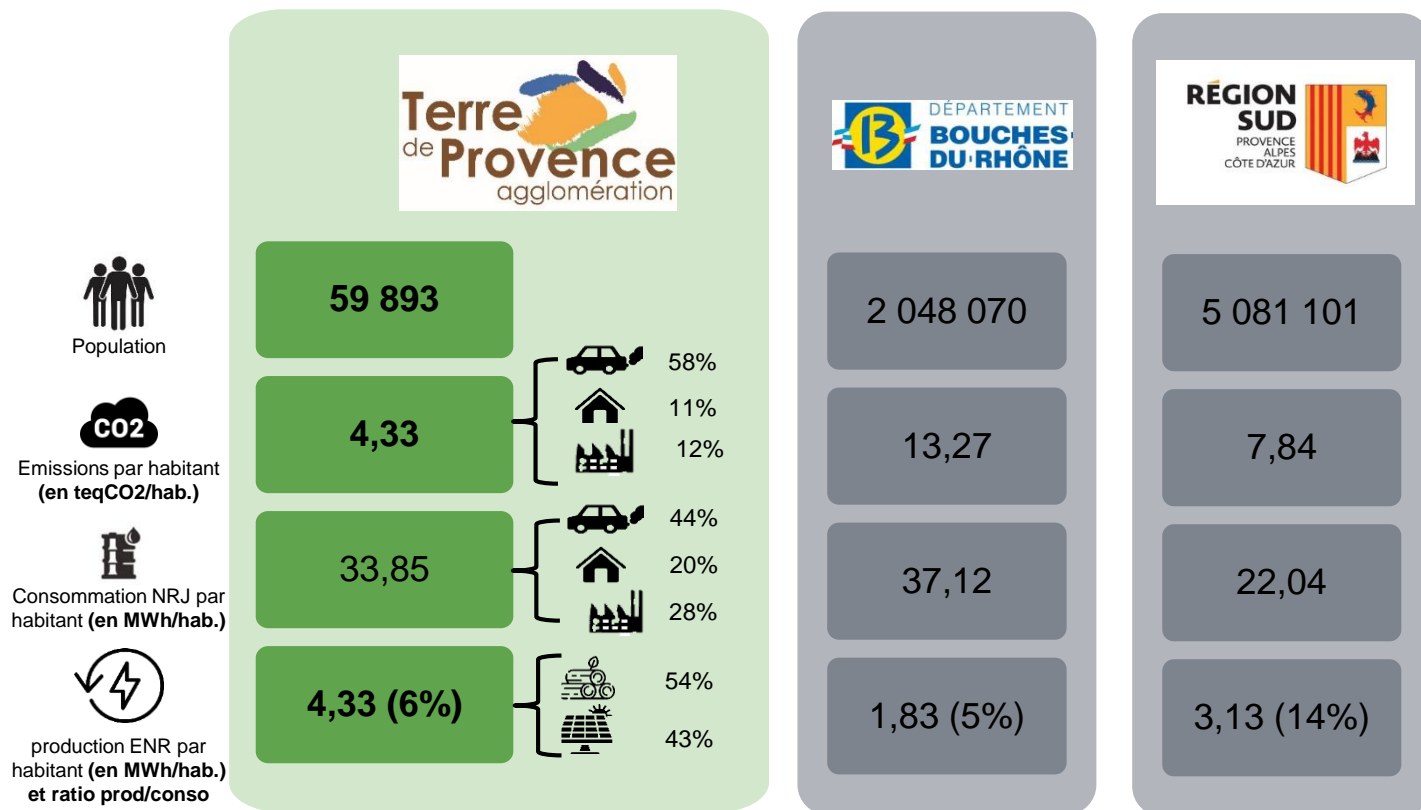 Terre
de Provence
agglomération
13
DÉPARTEMENT
BOUCHES·
DU·RHÔNE
RÉGION
SUD
PROVENCE
ALPES
CÔTE D'AZUR
Population
59 893
2 048 070
5 081 101
CO2
Emissions par habitant
(en teqCO2/hab.)
4,33
58%
11%
12%
13,27
7,84
Consommation NRJ par
habitant (en MWh/hab.)
33,85
44%
20%
28%
37,12
22,04
production ENR par
habitant (en MWh/hab.)
et ratio prod/conso
4,33 (6%)
54%
43%
1,83 (5%)
3,13 (14%)